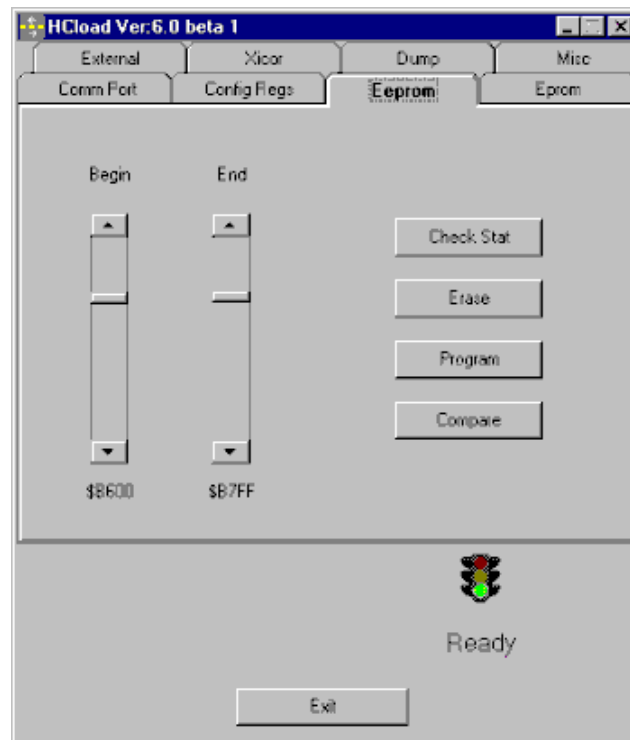 HCload Ver:6.0 beta 1
External Xicor Dump Misc
Comm Port Config Regs Eeprom Eprom
Begin End
Check Stat
Erase
Program
Compare
$B600 $B7FF
Ready
Exit